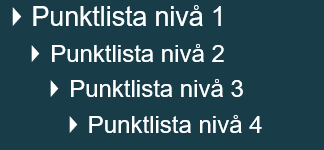 Punktlista nivå 1
Punktlista nivå 2
Punktlista nivå 3
Punktlista nivå 4